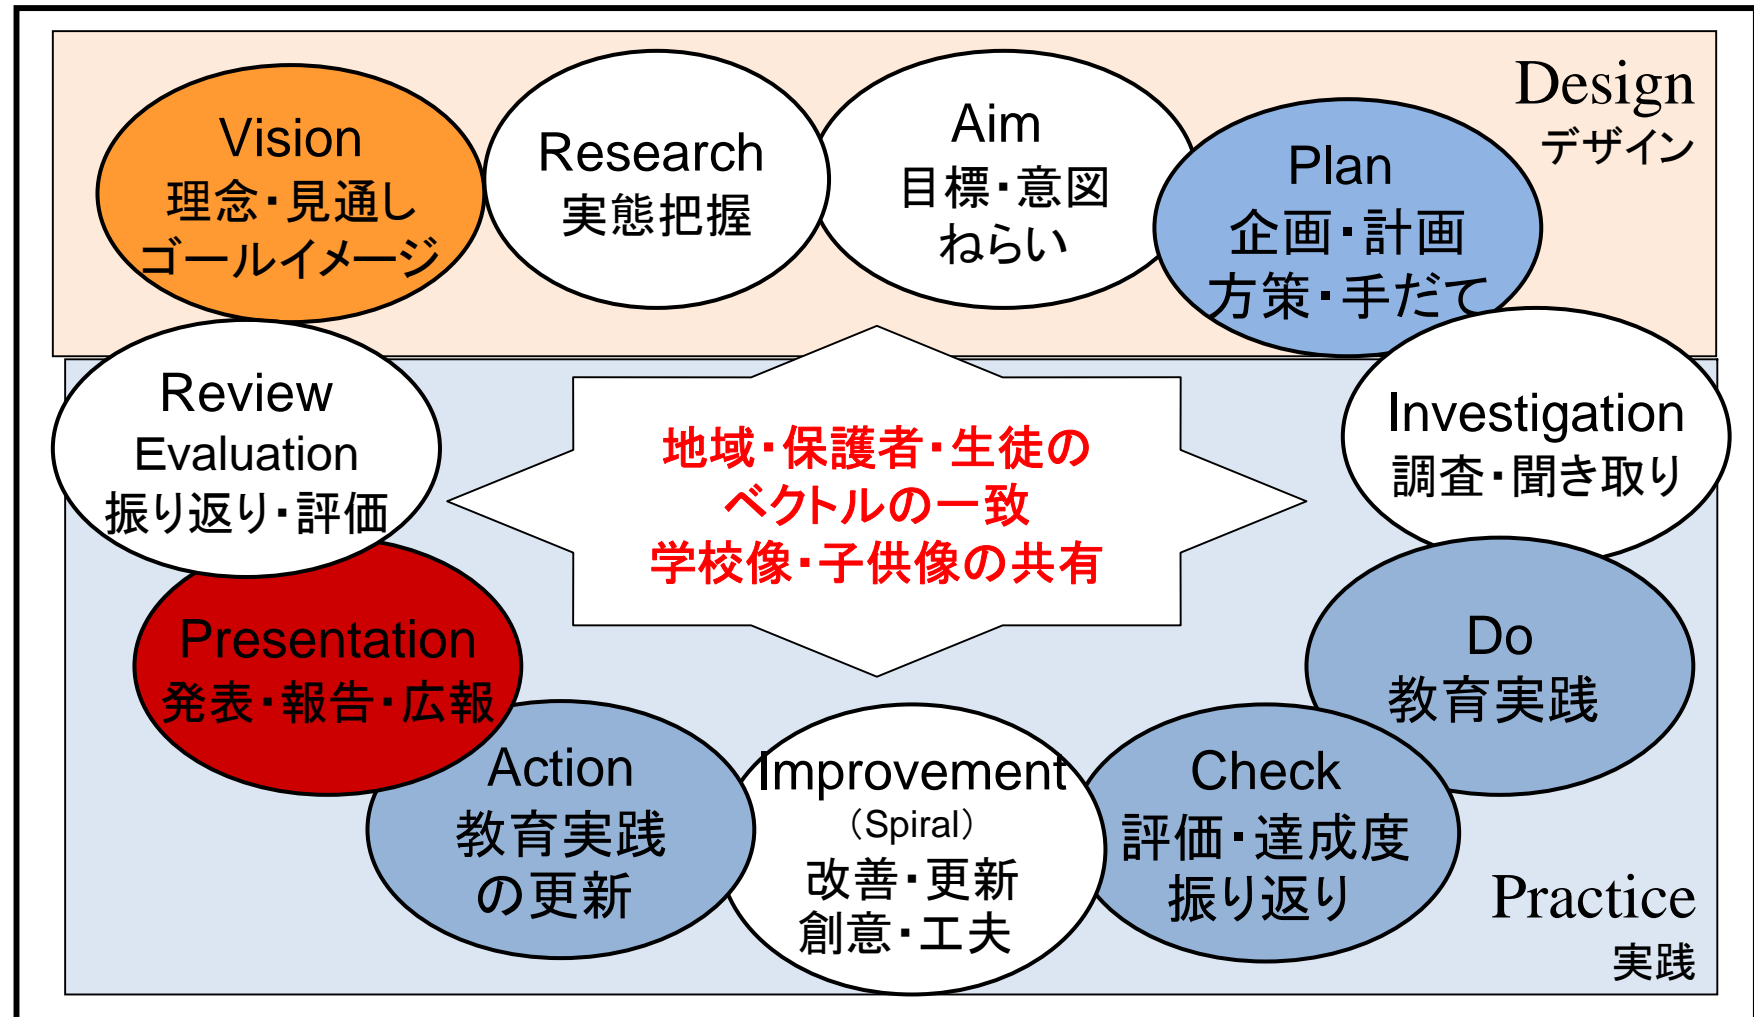 Design
デザイン
Vision
理念・見通し
ゴールイメージ
Research
実態把握
Aim
目標・意図
ねらい
Plan
企画・計画
方策・手だて
Investigation
調査・聞き取り
Do
教育実践
Check
評価・達成度
振り返り
Improvement
（Spiral）
改善・更新
創意・工夫
Action
教育実践
の更新
Presentation
発表・報告・広報
Review
Evaluation
振り返り・評価
地域・保護者・生徒の
ベクトルの一致
学校像・子供像の共有
Practice
実践